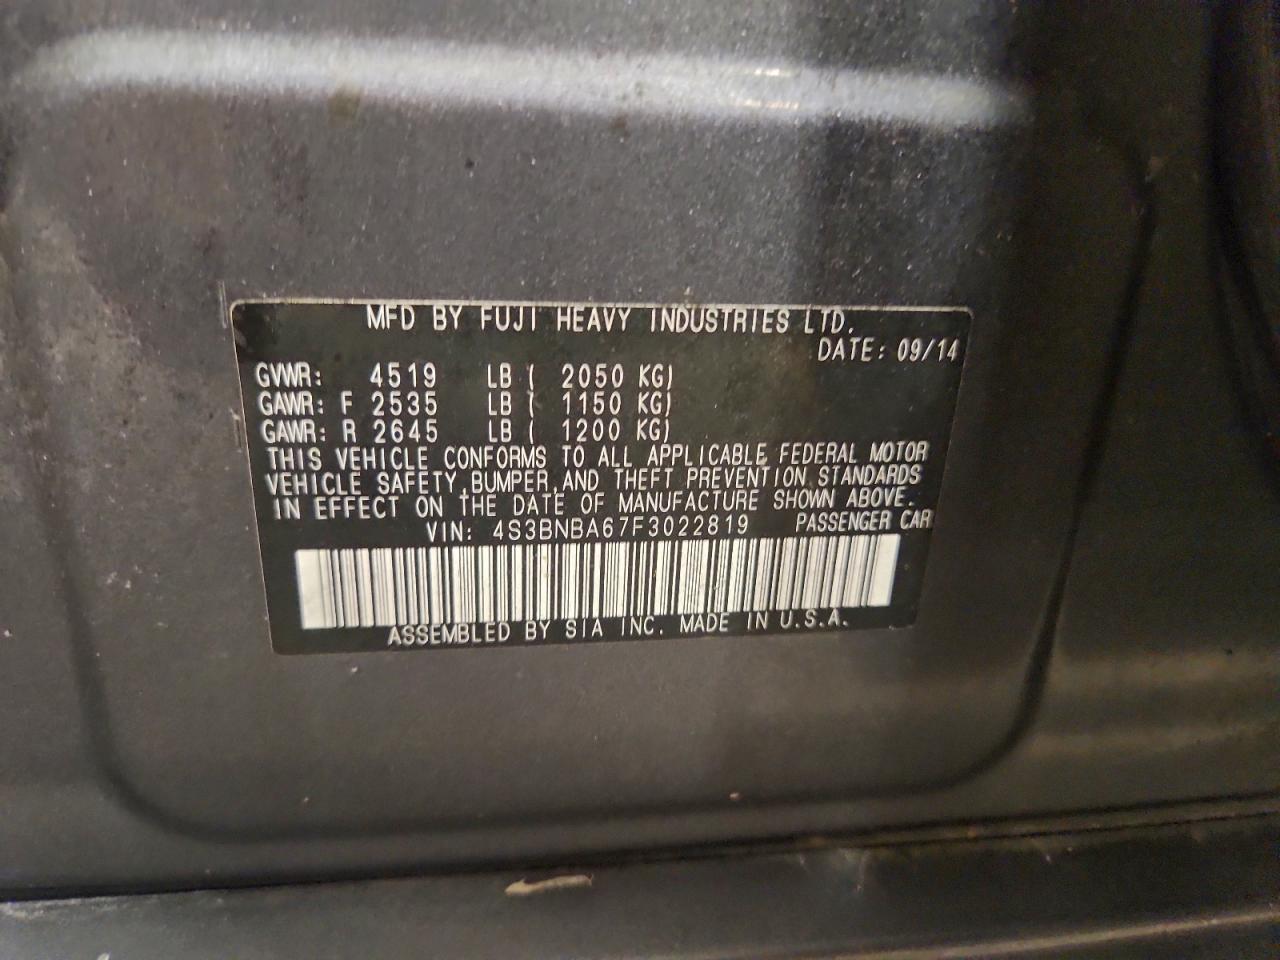 MFD BY FUJI HEAVY INDUSTRIES LTD.
DATE: 09/14
GVWR: 4519 LB ( 2050 KG)
GAWR: F 2535 LB ( 1150 KG)
GAWR: R 2645 LB ( 1200 KG)
THIS VEHICLE CONFORMS TO ALL APPLICABLE FEDERAL MOTOR
VEHICLE SAFETY,BUMPER,AND THEFT PREVENTION STANDARDS
IN EFFECT ON THE DATE OF MANUFACTURE SHOWN ABOVE.
VIN: 4S3BNBA67F3022819 PASSENGER CAR
ASSEMBLED BY SIA INC. MADE IN U.S.A.